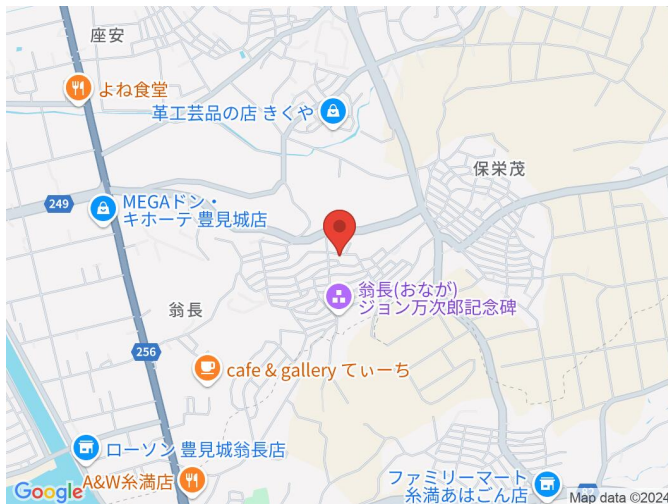 座安
よね食堂
革工芸品の店 きくや
保栄茂
249
MEGAドン・
キホーテ 豊見城店
翁長(おなが)
ジョン万次郎記念碑
翁長
256
cafe & gallery てぃーち
ローソン 豊見城翁長店
A&W糸満店
ファミリーマート
糸満あはごん店
Google
Map data ©2024